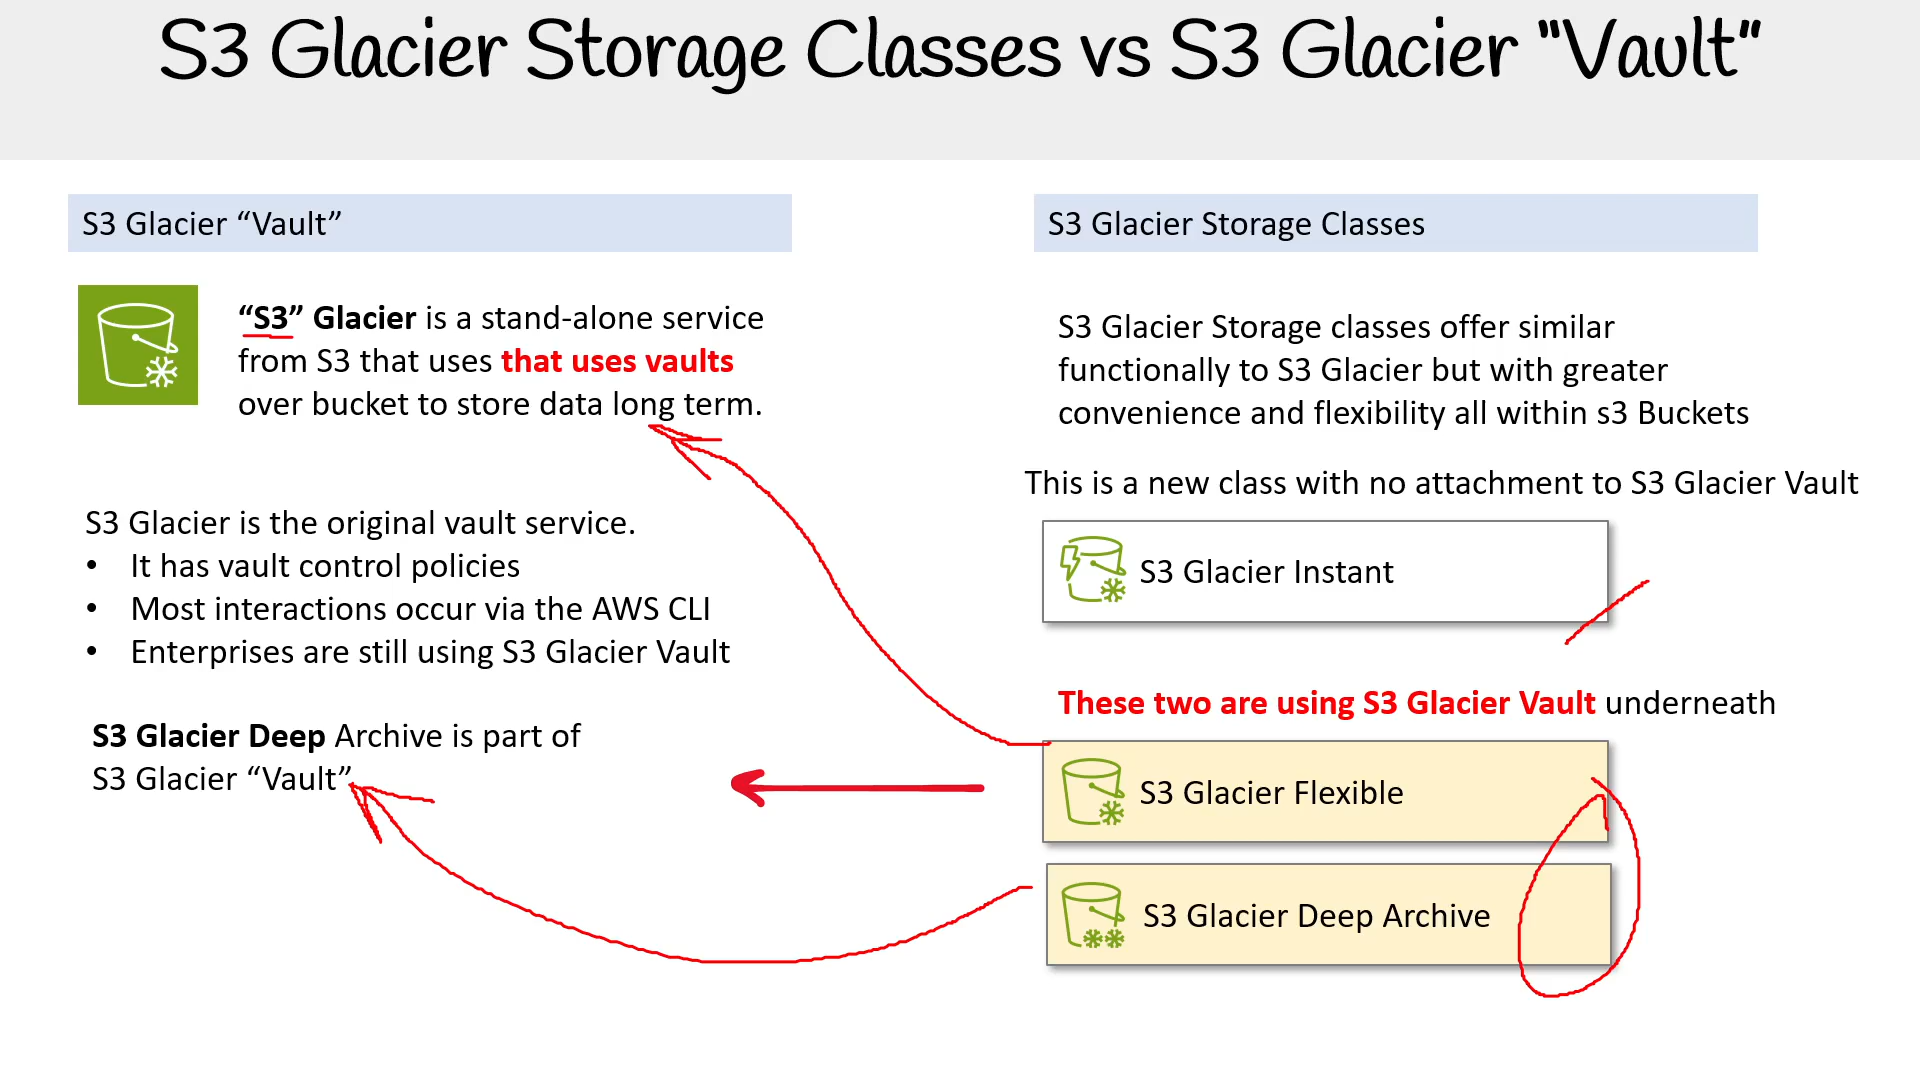 S3 Glacier Storage Classes vs S3 Glacier "Vault"
S3 Glacier “Vault”
“S3” Glacier is a stand-alone service
from S3 that uses that uses vaults
over bucket to store data long term.
S3 Glacier is the original vault service.
• It has vault control policies
• Most interactions occur via the AWS CLI
• Enterprises are still using S3 Glacier Vault
S3 Glacier Deep Archive is part of
S3 Glacier “Vault”
S3 Glacier Storage Classes
S3 Glacier Storage classes offer similar
functionally to S3 Glacier but with greater
convenience and flexibility all within s3 Buckets
This is a new class with no attachment to S3 Glacier Vault
S3 Glacier Instant
These two are using S3 Glacier Vault underneath
S3 Glacier Flexible
S3 Glacier Deep Archive